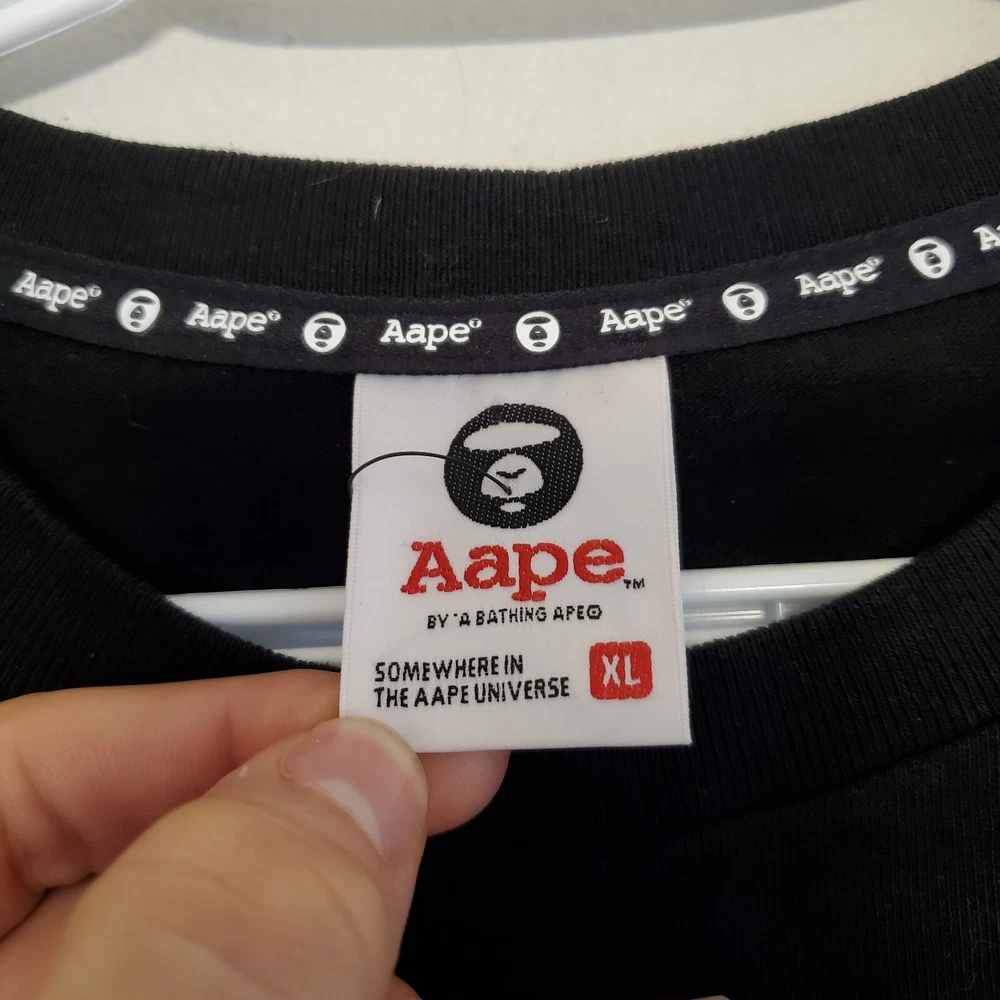 Aape Aape Aape Aape Aape A
Aape™
BY *A BATHING APE®
SOMEWHERE IN
THE AAPE UNIVERSE
XL